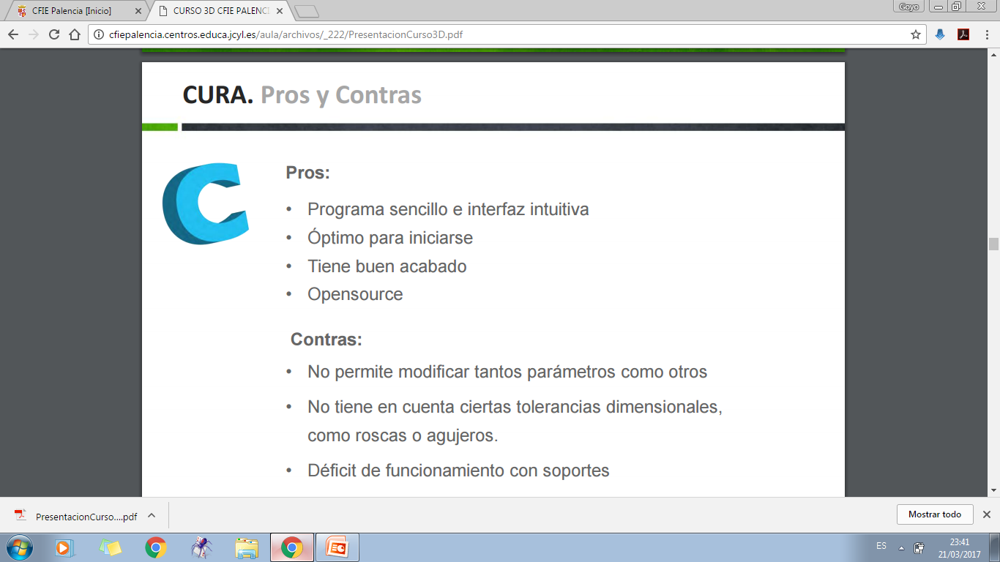 CFIE Palencia [Inicio]
CURSO 3D CFIE PALENCI
Goyo
cfiepalencia.centros.educa.jcyl.es/aula/archivos/_222/PresentacionCurso3D.pdf
CURA. Pros y Contras
C
Pros:
• Programa sencillo e interfaz intuitiva
• Óptimo para iniciarse
• Tiene buen acabado
• Opensource
Contras:
• No permite modificar tantos parámetros como otros
• No tiene en cuenta ciertas tolerancias dimensionales,
como roscas o agujeros.
• Déficit de funcionamiento con soportes
PresentacionCurso....pdf
Mostrar todo
ES
23:41
21/03/2017